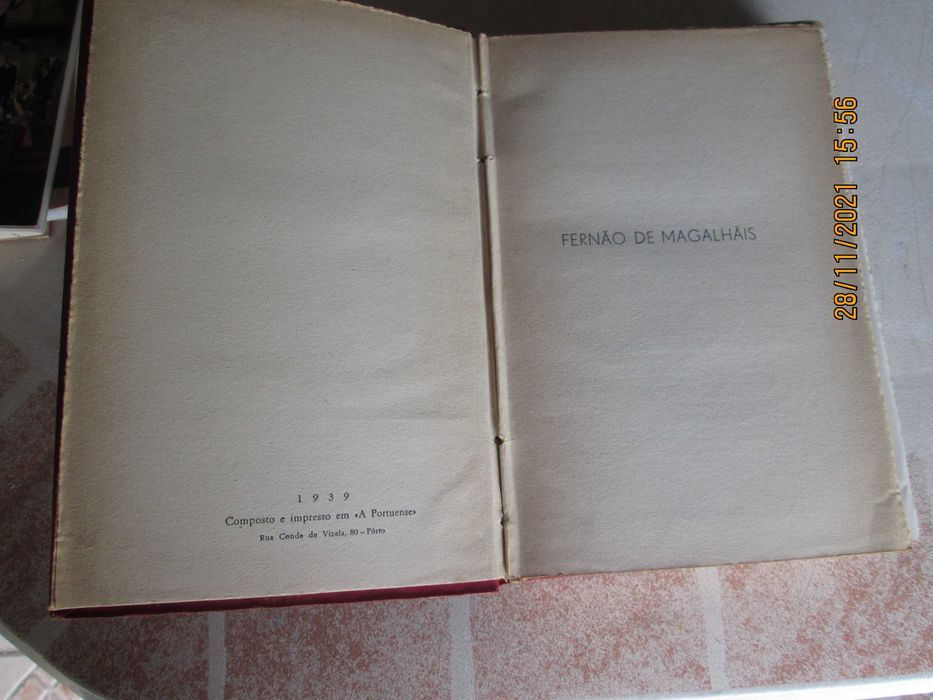 1939
Composto e impresso em «A Portuense»
Rua Conde de Vizela, 80 – Pôrto
FERNÃO DE MAGALHÃIS
28/11/2021 15:56